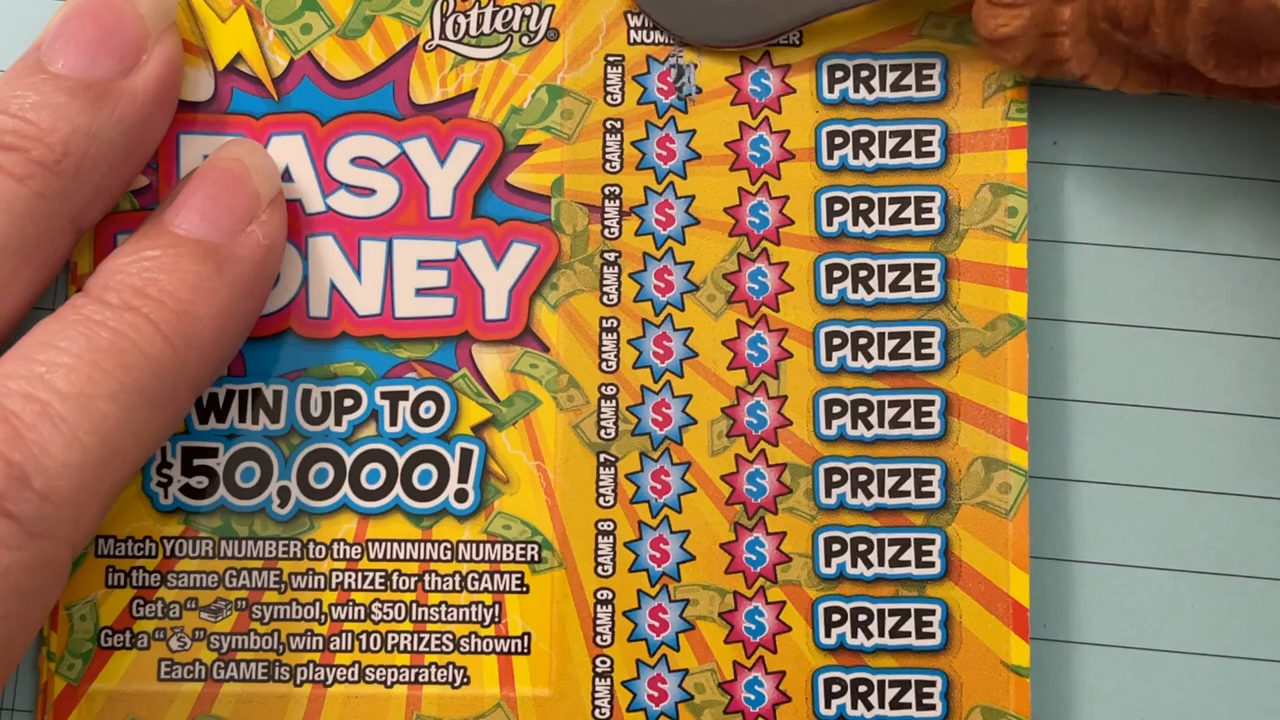 Lottery®
EASY
MONEY
WIN UP TO
$50,000!
Match YOUR NUMBER to the WINNING NUMBER
in the same GAME, win PRIZE for that GAME.
Get a “ ” symbol, win $50 Instantly!
Get a “ ” symbol, win all 10 PRIZES shown!
Each GAME is played separately.
GAME 1 $ $ PRIZE
GAME 2 $ $ PRIZE
GAME 3 $ $ PRIZE
GAME 4 $ $ PRIZE
GAME 5 $ $ PRIZE
GAME 6 $ $ PRIZE
GAME 7 $ $ PRIZE
GAME 8 $ $ PRIZE
GAME 9 $ $ PRIZE
GAME 10 $ $ PRIZE